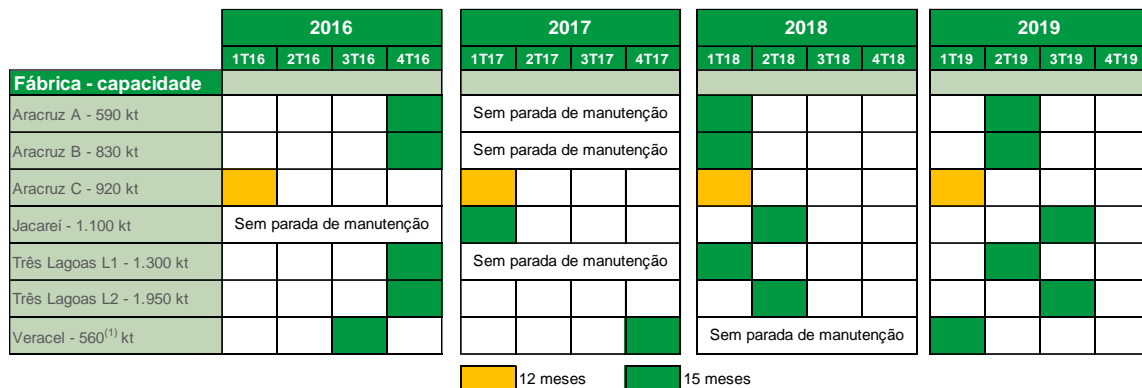 2016 2017 2018 2019
1T16 2T16 3T16 4T16 1T17 2T17 3T17 4T17 1T18 2T18 3T18 4T18 1T19 2T19 3T19 4T19
Fábrica - capacidade
Aracruz A - 590 kt Sem parada de manutenção
Aracruz B - 830 kt Sem parada de manutenção
Aracruz C - 920 kt
Jacareí - 1.100 kt Sem parada de manutenção
Três Lagoas L1 - 1.300 kt Sem parada de manutenção
Três Lagoas L2 - 1.950 kt
Veracel - 560(1) kt Sem parada de manutenção
12 meses 15 meses